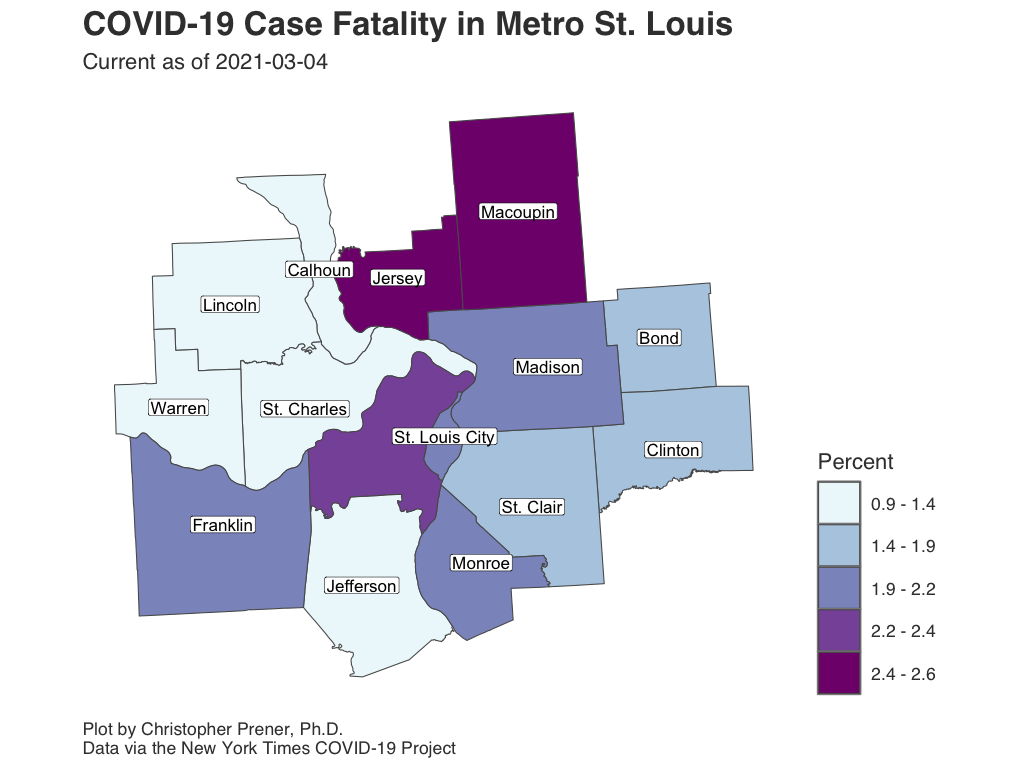 COVID-19 Case Fatality in Metro St. Louis
Current as of 2021-03-04
Macoupin
Calhoun
Jersey
Lincoln
Bond
Madison
Warren
St. Charles
St. Louis City
Clinton
St. Clair
Franklin
Monroe
Jefferson
Percent
0.9 - 1.4
1.4 - 1.9
1.9 - 2.2
2.2 - 2.4
2.4 - 2.6
Plot by Christopher Prener, Ph.D.
Data via the New York Times COVID-19 Project